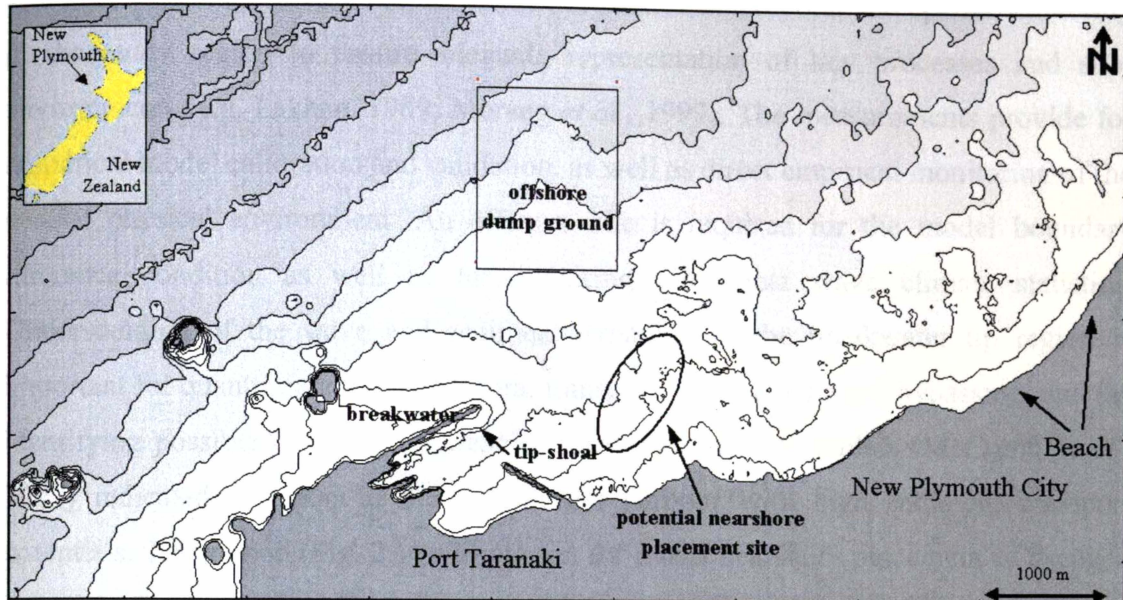 New
Plymouth
New
Zealand
N
offshore
dump ground
breakwater
tip-shoal
Beach
New Plymouth City
potential nearshore
placement site
Port Taranaki
1000 m